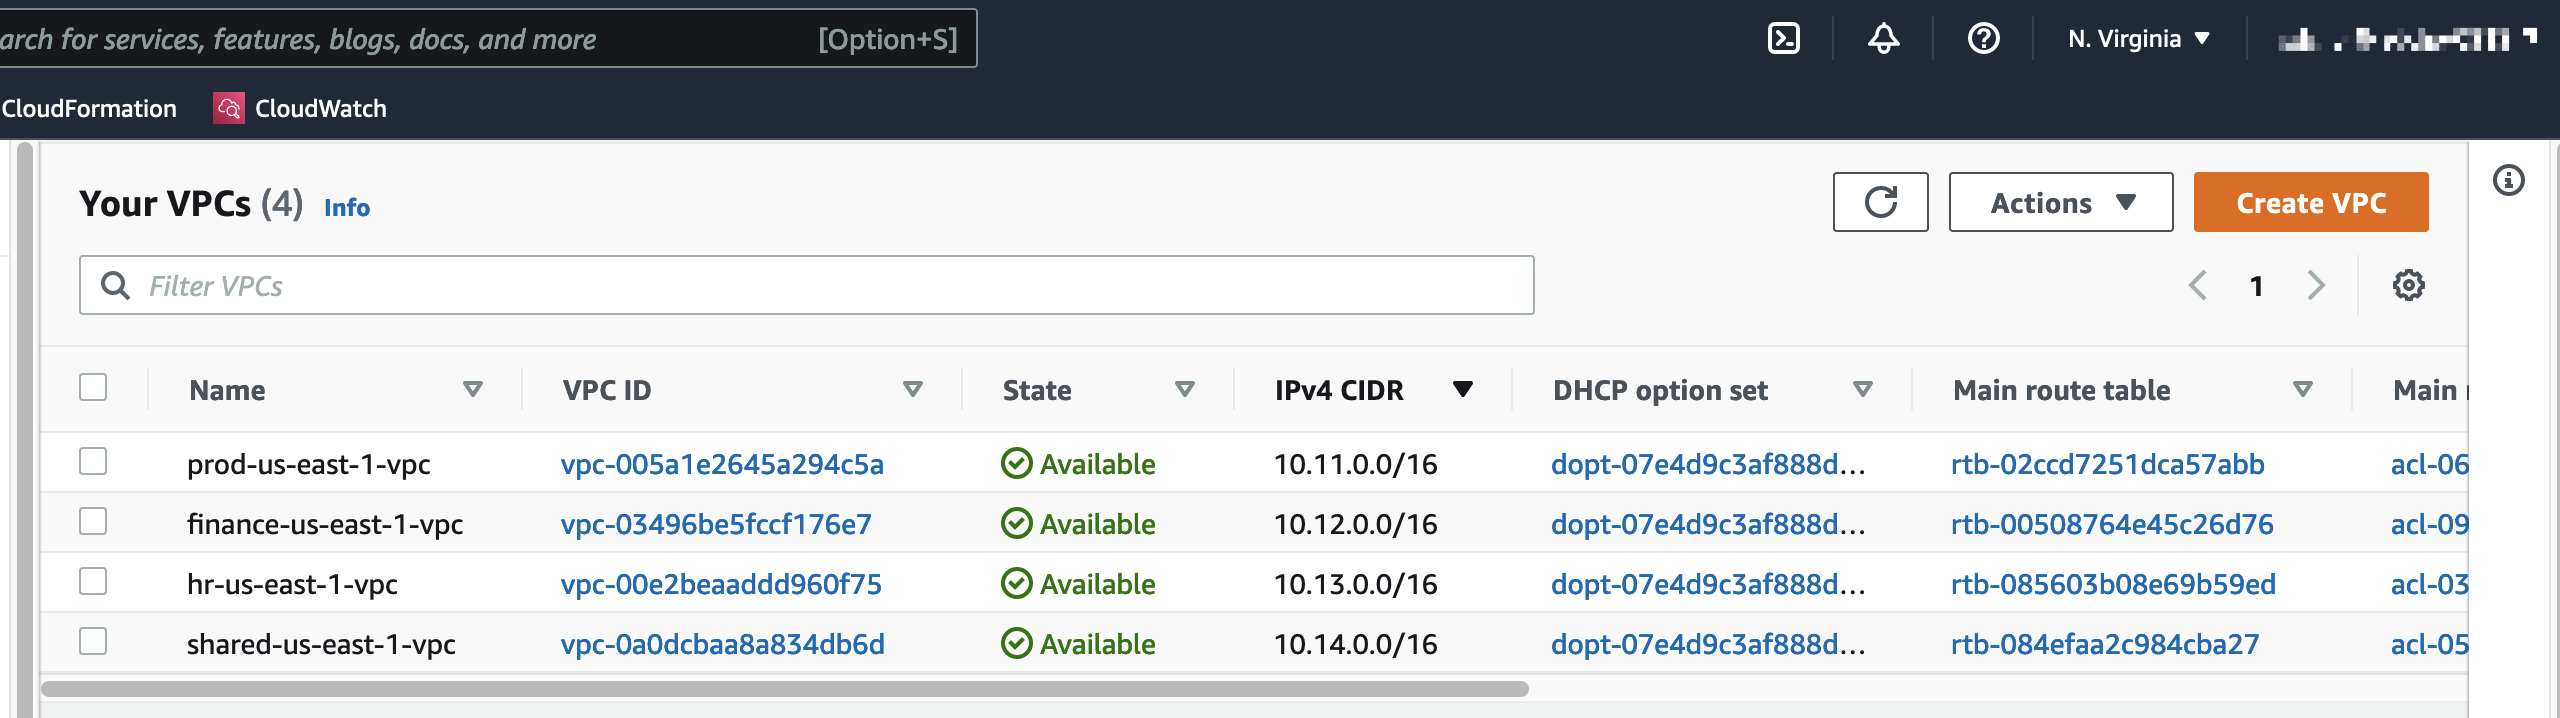 arch for services, features, blogs, docs, and more [Option+S] N. Virginia
CloudFormation CloudWatch
Your VPCs (4) Info Actions Create VPC
Filter VPCs 1
Name VPC ID State IPv4 CIDR DHCP option set Main route table Main
prod-us-east-1-vpc vpc-005a1e2645a294c5a Available 10.11.0.0/16 dopt-07e4d9c3af888d... rtb-02ccd7251dca57abb acl-06
finance-us-east-1-vpc vpc-03496be5fccf176e7 Available 10.12.0.0/16 dopt-07e4d9c3af888d... rtb-00508764e45c26d76 acl-09
hr-us-east-1-vpc vpc-00e2beaaddd960f75 Available 10.13.0.0/16 dopt-07e4d9c3af888d... rtb-085603b08e69b59ed acl-03
shared-us-east-1-vpc vpc-0a0dcbaa8a834db6d Available 10.14.0.0/16 dopt-07e4d9c3af888d... rtb-084efaa2c984cba27 acl-05